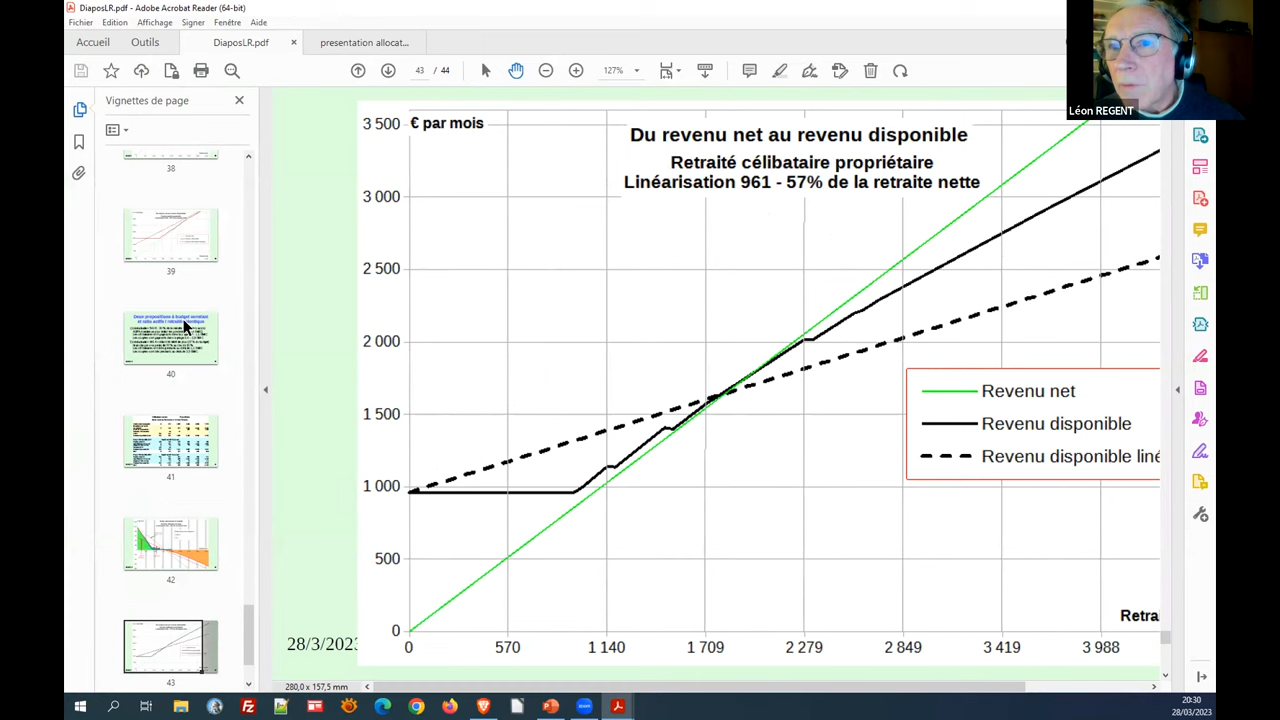 DiaposLR.pdf - Adobe Acrobat Reader (64-bit)
Fichier Edition Affichage Signer Fenêtre Aide
Accueil Outils DiaposLR.pdf × presentation allocat...
43 / 44 127%
Léon REGENT
Vignettes de page
38
39
40
41
42
43
€ par mois
Du revenu net au revenu disponible
Retraité célibataire propriétaire
Linéarisation 961 - 57% de la retraite nette
3 500
3 000
2 500
2 000
1 500
1 000
500
0
Revenu net
Revenu disponible
Revenu disponible liné
Retrai
0 570 1 140 1 709 2 279 2 849 3 419 3 988
28/3/2023
280,0 x 157,5 mm
20:30
28/03/2023